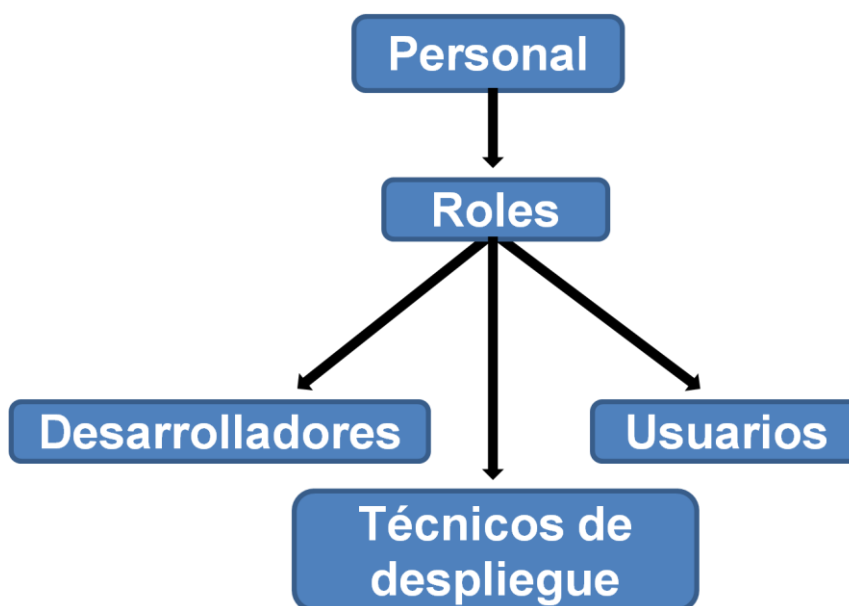 Personal
Roles
Desarrolladores
Usuarios
Técnicos de
despliegue